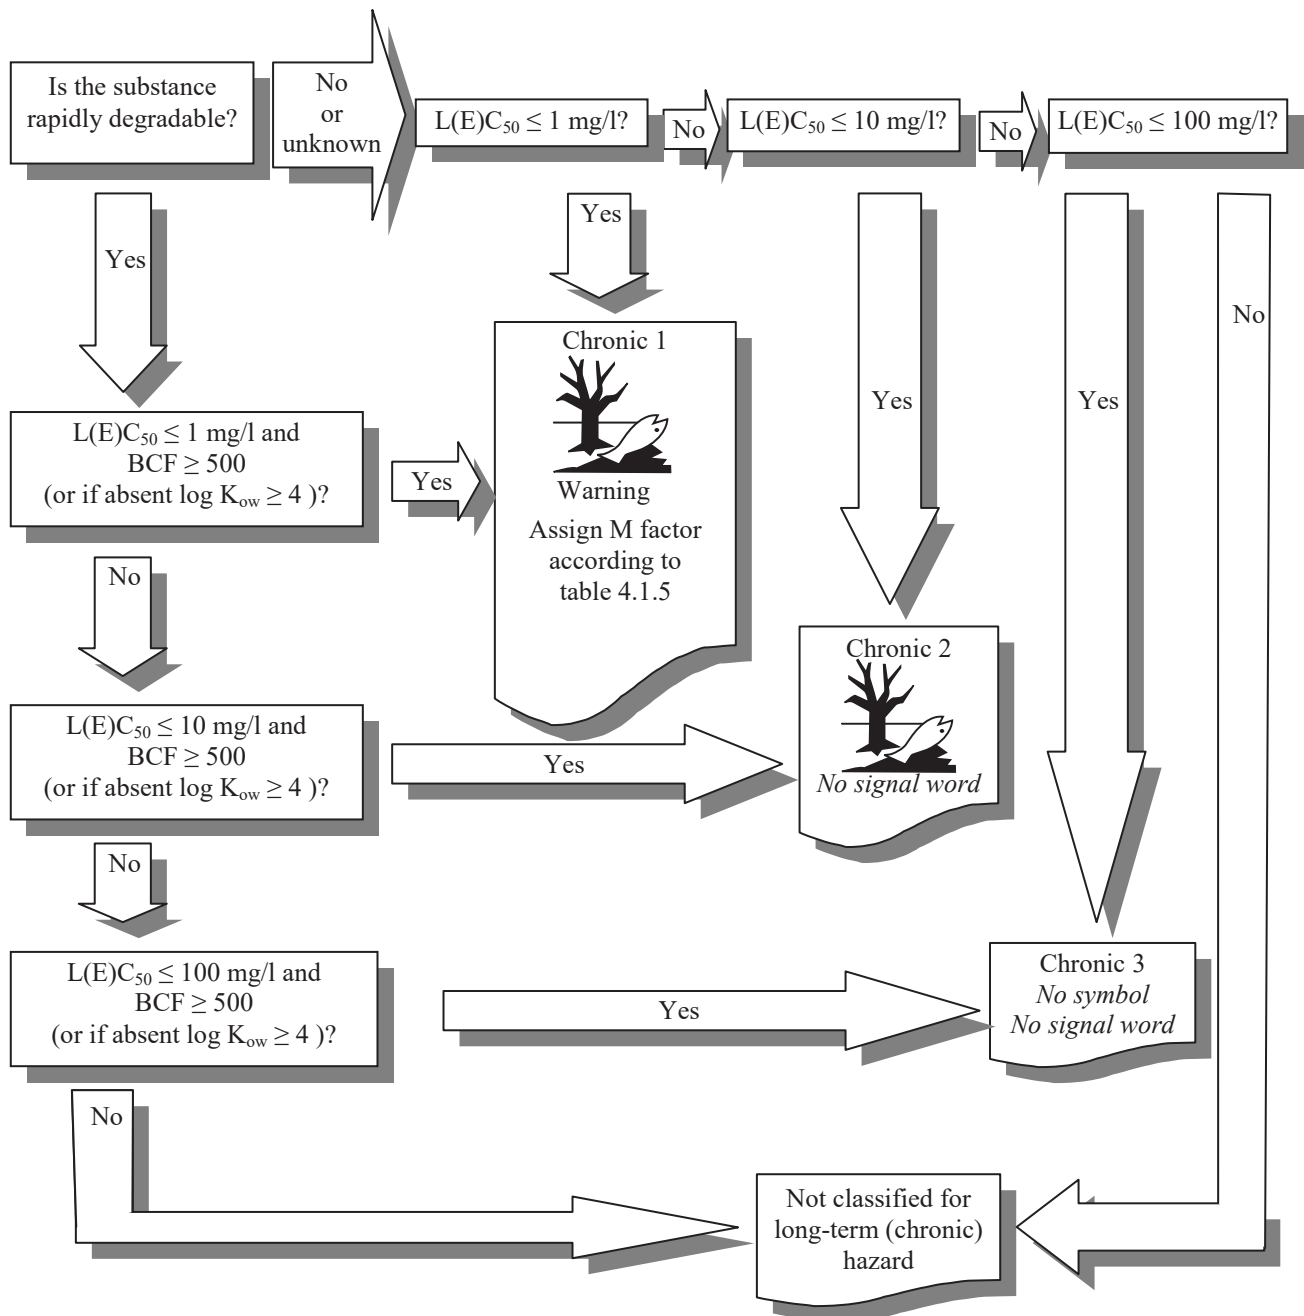 Is the substance
rapidly degradable?
No
or
unknown
L(E)C₅₀ ≤ 1 mg/l?
No
L(E)C₅₀ ≤ 10 mg/l?
No
L(E)C₅₀ ≤ 100 mg/l?
Yes
Yes
Yes
Yes
No
Chronic 1
Warning
Assign M factor
according to
table 4.1.5
L(E)C₅₀ ≤ 1 mg/l and
BCF ≥ 500
(or if absent log Kₒw ≥ 4 )?
Yes
No
Chronic 2
No signal word
L(E)C₅₀ ≤ 10 mg/l and
BCF ≥ 500
(or if absent log Kₒw ≥ 4 )?
Yes
No
L(E)C₅₀ ≤ 100 mg/l and
BCF ≥ 500
(or if absent log Kₒw ≥ 4 )?
Yes
Chronic 3
No symbol
No signal word
No
Not classified for
long-term (chronic)
hazard